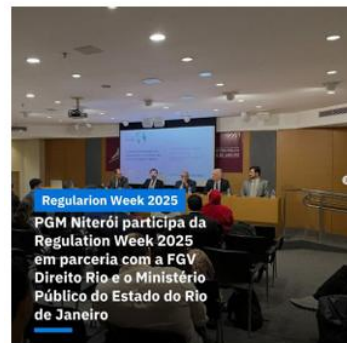 Regularion Week 2025
PGM Niterói participa da
Regulation Week 2025
em parceria com a FGV
Direito Rio e o Ministério
Público do Estado do Rio
de Janeiro